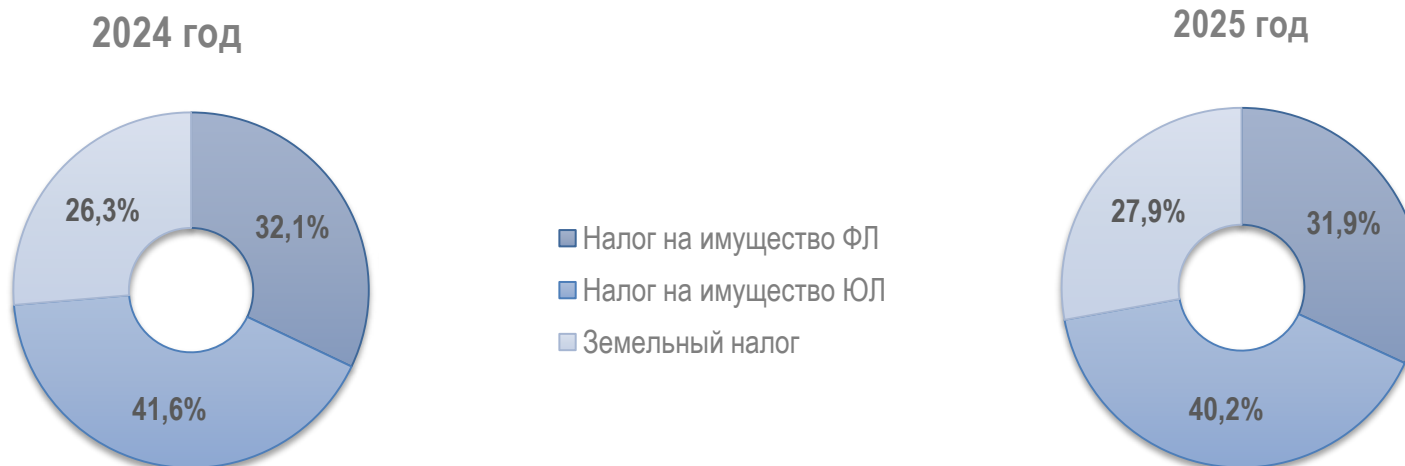 2024 год
26,3%
32,1%
41,6%
Налог на имущество ФЛ
Налог на имущество ЮЛ
Земельный налог
2025 год
27,9%
31,9%
40,2%